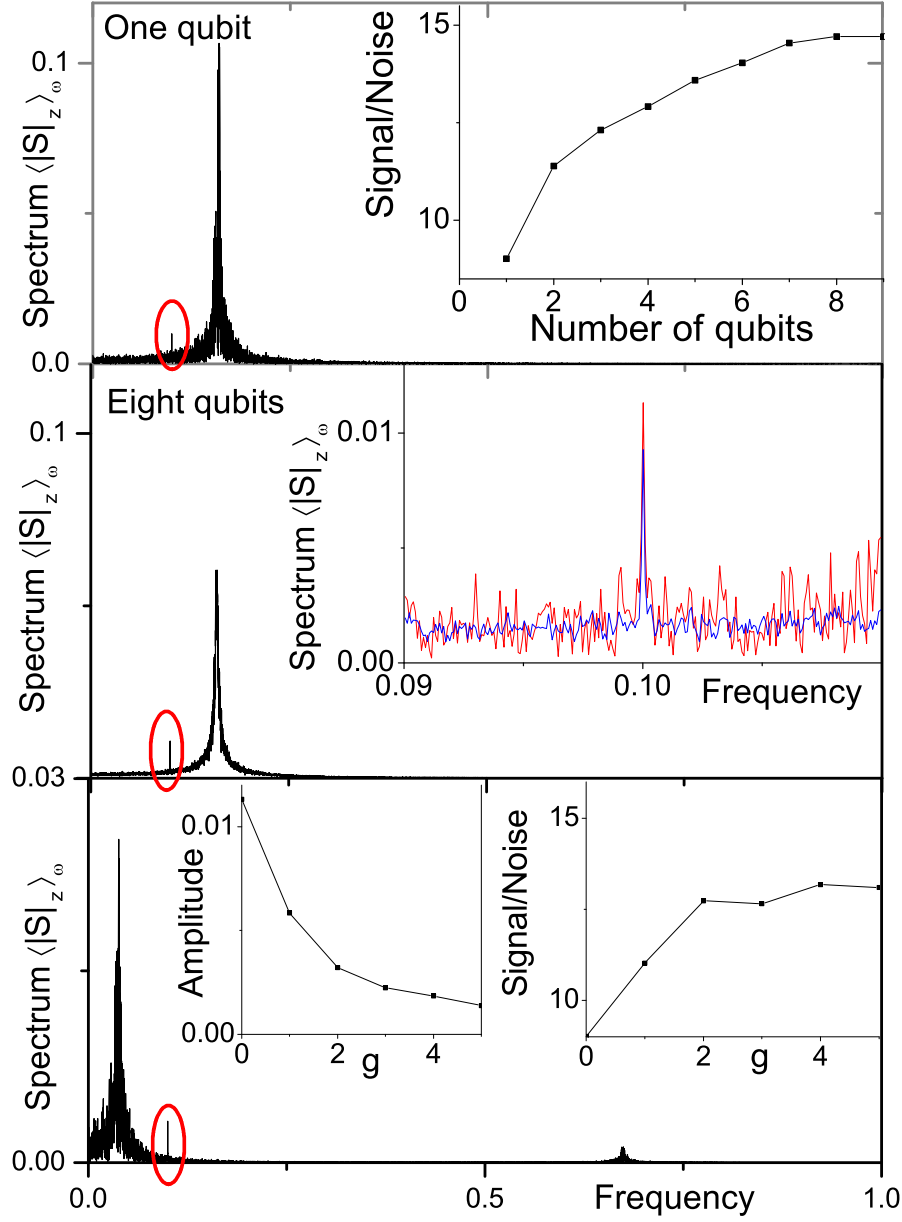 One qubit
0.1
0.0
Spectrum ⟨|S|z⟩ω
15
10
Signal/Noise
0 2 4 6 8
Number of qubits
Eight qubits
0.1
0.03
Spectrum ⟨|S|z⟩ω
0.01
0.00
Spectrum ⟨|S|z⟩ω
0.09 0.10 Frequency
0.00
Spectrum ⟨|S|z⟩ω
0.01
0.00
Amplitude
0 2 4
g
15
10
Signal/Noise
0 2 4
g
0.0 0.5 Frequency 1.0